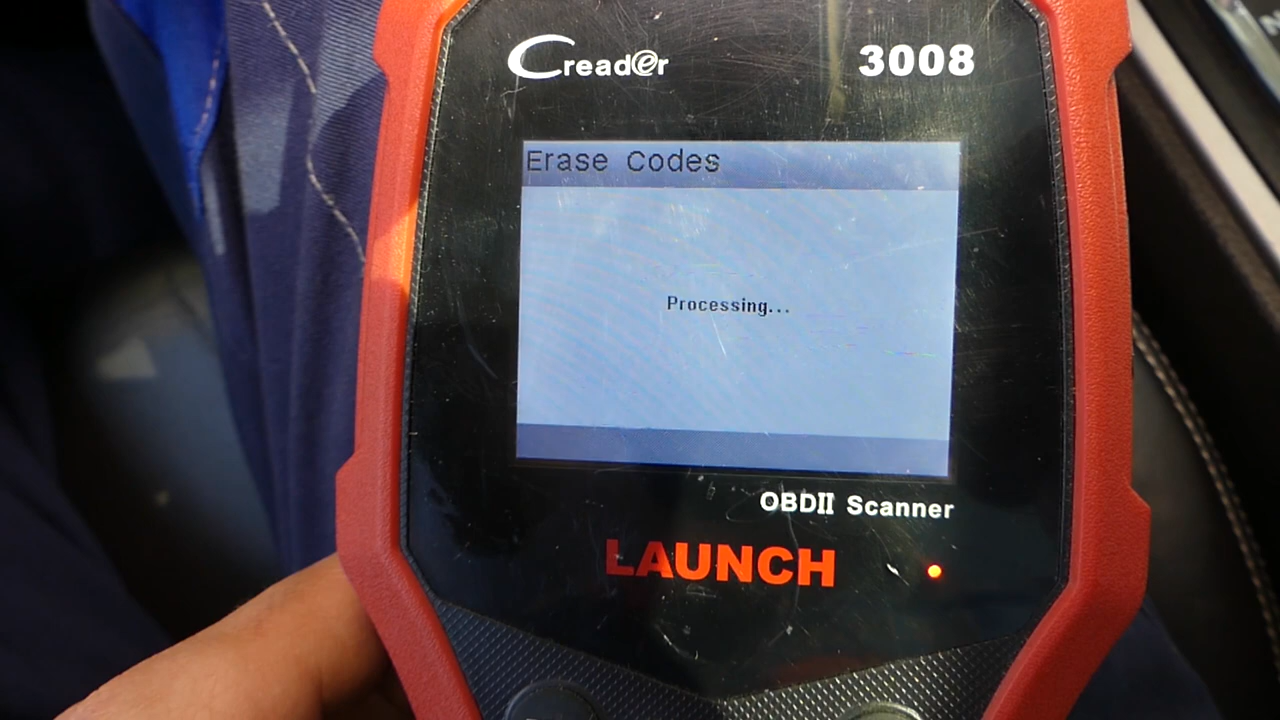 Creader 3008
Erase Codes
Processing...
OBDII Scanner
LAUNCH